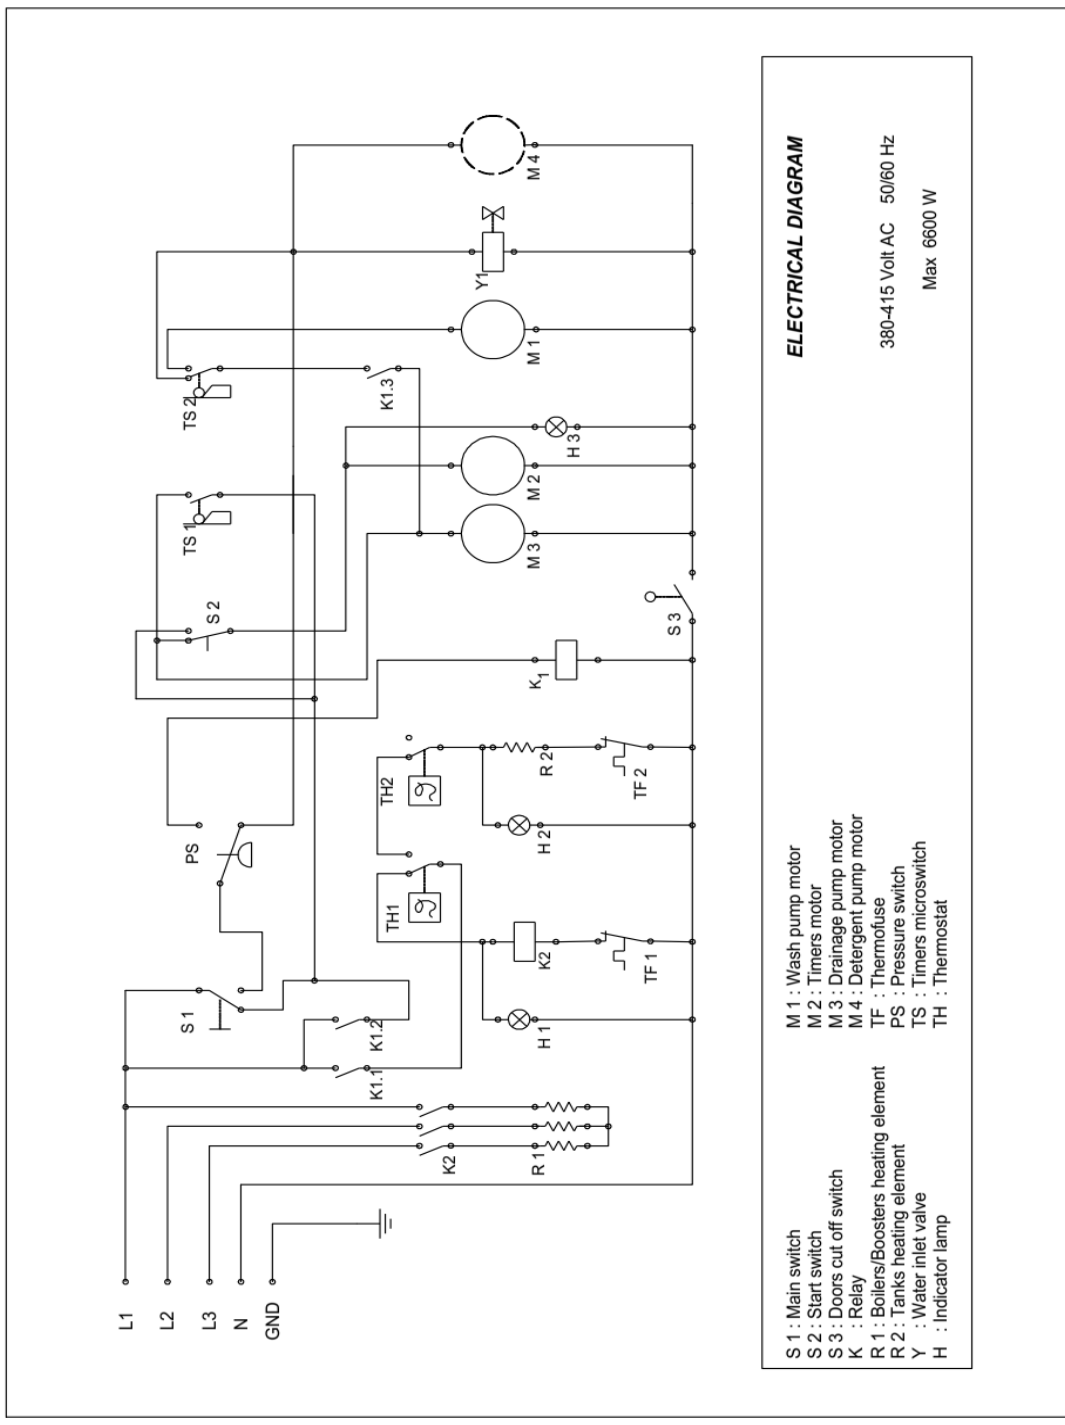 L1
L2
L3
N
GND
K2
R 1
K1.1
K1.2
S 1
H 1
K2
TF 1
TH1
PS
H 2
TH2
R 2
TF 2
K1
S 3
S 2
TS 1
M 3
M 2
H 3
TS 2
K1.3
M 1
Y1
M 4
S 1 : Main switch
S 2 : Start switch
S 3 : Doors cut off switch
K : Relay
R 1 : Boilers/Boosters heating element
R 2 : Tanks heating element
Y : Water inlet valve
H : Indicator lamp
M 1 : Wash pump motor
M 2 : Timers motor
M 3 : Drainage pump motor
M 4 : Detergent pump motor
TF : Thermofuse
PS : Pressure switch
TS : Timers microswitch
TH : Thermostat
ELECTRICAL DIAGRAM
380-415 Volt AC 50/60 Hz
Max 6600 W